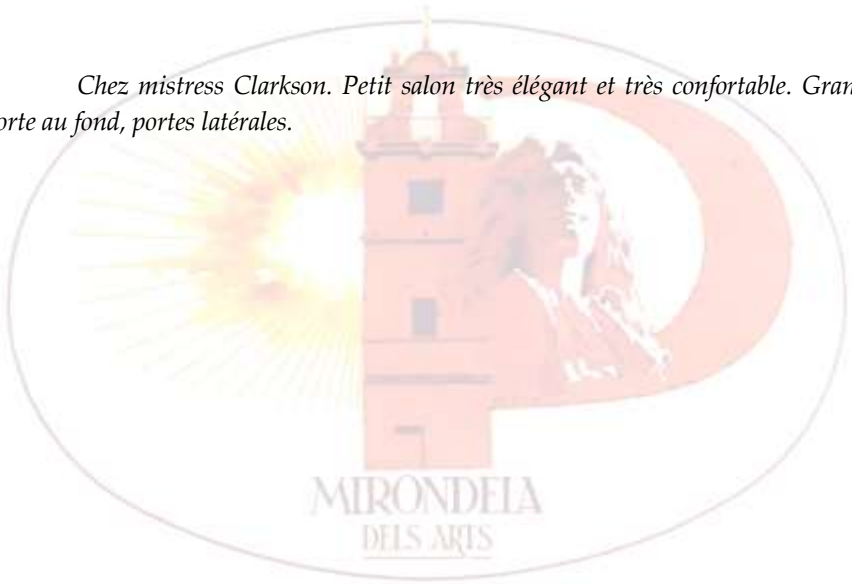 Chez mistress Clarkson. Petit salon très élégant et très confortable. Gran
orte au fond, portes latérales.
MIRONDELA
DELS ARTS